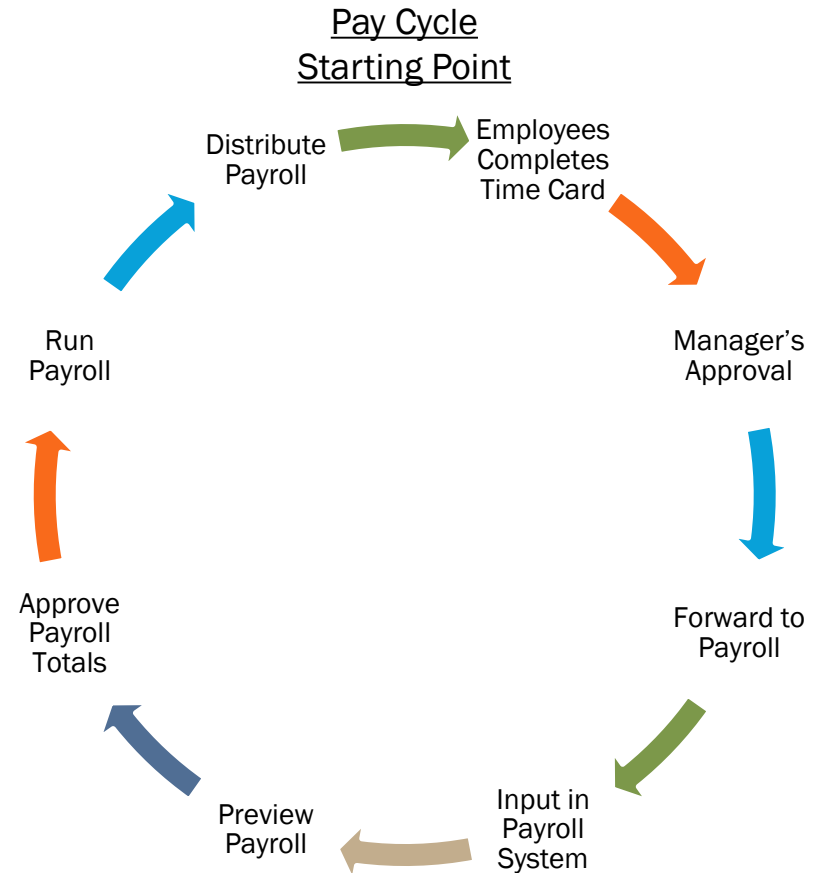 Pay Cycle
Starting Point
Employees
Completes
Time Card
Manager’s
Approval
Forward to
Payroll
Input in
Payroll
System
Preview
Payroll
Approve
Payroll
Totals
Run
Payroll
Distribute
Payroll